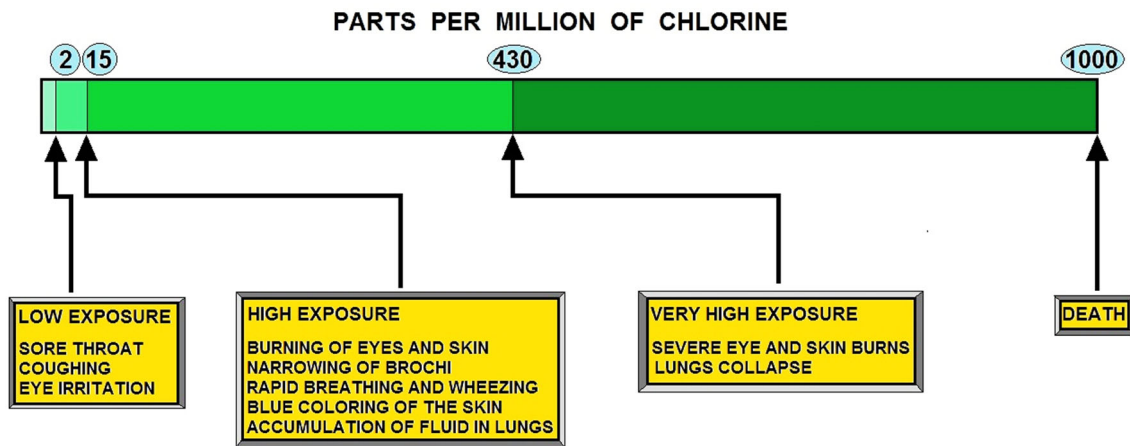 PARTS PER MILLION OF CHLORINE
2 15 430 1000
LOW EXPOSURE
SORE THROAT
COUGHING
EYE IRRITATION
HIGH EXPOSURE
BURNING OF EYES AND SKIN
NARROWING OF BROCHI
RAPID BREATHING AND WHEEZING
BLUE COLORING OF THE SKIN
ACCUMULATION OF FLUID IN LUNGS
VERY HIGH EXPOSURE
SEVERE EYE AND SKIN BURNS
LUNGS COLLAPSE
DEATH